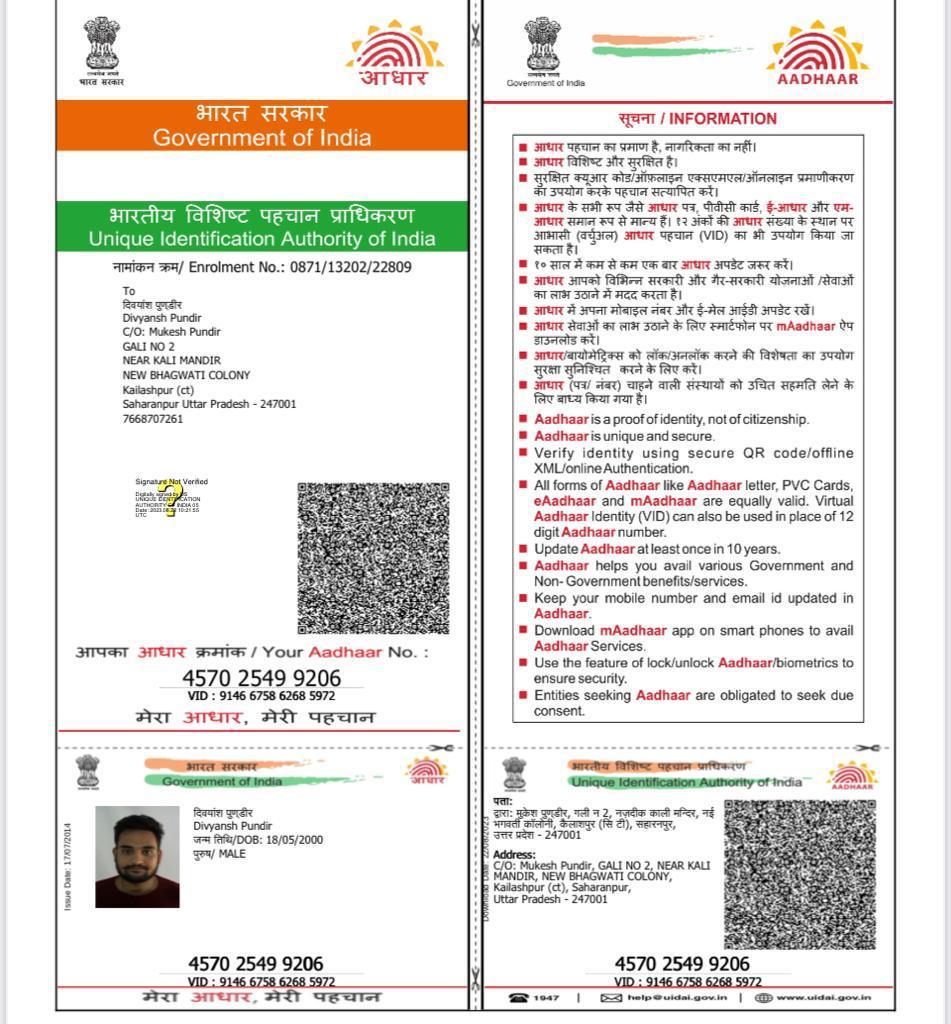 भारत सरकार
आधार
भारत सरकार
Government of India
भारतीय विशिष्ट पहचान प्राधिकरण
Unique Identification Authority of India
नामांकन क्रम/ Enrolment No.: 0871/13202/22809
To
दिवयांश पुण्डीर
Divyansh Pundir
C/O: Mukesh Pundir
GALI NO 2
NEAR KALI MANDIR
NEW BHAGWATI COLONY
Kailashpur (ct)
Saharanpur Uttar Pradesh - 247001
7668707261
Signature Not Verified
Digitally signed by DS
UNIQUE IDENTIFICATION
AUTHORITY OF INDIA 05
UTC
आपका आधार क्रमांक / Your Aadhaar No. :
4570 2549 9206
VID : 9146 6758 6268 5972
मेरा आधार, मेरी पहचान
Government of India
AADHAAR
सूचना / INFORMATION
■ आधार पहचान का प्रमाण है, नागरिकता का नहीं।
■ आधार विशिष्ट और सुरक्षित है।
■ सुरक्षित क्यूआर कोड/ऑफ़लाइन एक्सएमएल/ऑनलाइन प्रमाणीकरण
का उपयोग करके पहचान सत्यापित करें।
■ आधार के सभी रूप जैसे आधार पत्र, पीवीसी कार्ड, ई-आधार और एम-
आधार समान रूप से मान्य हैं। १२ अंकों की आधार संख्या के स्थान पर
आभासी (वर्चुअल) आधार पहचान (VID) का भी उपयोग किया जा
सकता है।
■ १० साल में कम से कम एक बार आधार अपडेट जरूर करें।
■ आधार आपको विभिन्न सरकारी और गैर-सरकारी योजनाओं /सेवाओं
का लाभ उठाने में मदद करता है।
■ आधार में अपना मोबाइल नंबर और ई-मेल आईडी अपडेट रखें।
■ आधार सेवाओं का लाभ उठाने के लिए स्मार्टफोन पर mAadhaar ऐप
डाउनलोड करें।
■ आधार/बायोमेट्रिक्स को लॉक/अनलॉक करने की विशेषता का उपयोग
सुरक्षा सुनिश्चित करने के लिए करें।
■ आधार (पत्र/ नंबर) चाहने वाली संस्थायों को उचित सहमति लेने के
लिए बाध्य किया गया है।
■ Aadhaar is a proof of identity, not of citizenship.
■ Aadhaar is unique and secure.
■ Verify identity using secure QR code/offline
XML/online Authentication.
■ All forms of Aadhaar like Aadhaar letter, PVC Cards,
eAadhaar and mAadhaar are equally valid. Virtual
Aadhaar Identity (VID) can also be used in place of 12
digit Aadhaar number.
■ Update Aadhaar at least once in 10 years.
■ Aadhaar helps you avail various Government and
Non- Government benefits/services.
■ Keep your mobile number and email id updated in
Aadhaar.
■ Download mAadhaar app on smart phones to avail
Aadhaar Services.
■ Use the feature of lock/unlock Aadhaar/biometrics to
ensure security.
■ Entities seeking Aadhaar are obligated to seek due
consent.
भारत सरकार
Government of India
आधार
Issue Date: 17/07/2014
दिवयांश पुण्डीर
Divyansh Pundir
जन्म तिथि/DOB: 18/05/2000
पुरुष/ MALE
4570 2549 9206
VID : 9146 6758 6268 5972
मेरा आधार, मेरी पहचान
भारतीय विशिष्ट पहचान प्राधिकरण
Unique Identification Authority of India
AADHAAR
पता:
द्वारा: मुकेश पुण्डीर, गली न 2, नज़दीक काली मन्दिर, नई
भगवती कॉलोनी, कैलाशपुर (सि टी), सहारनपुर,
उत्तर प्रदेश - 247001
Address:
C/O: Mukesh Pundir, GALI NO 2, NEAR KALI
MANDIR, NEW BHAGWATI COLONY,
Kailashpur (ct), Saharanpur,
Uttar Pradesh - 247001
4570 2549 9206
VID : 9146 6758 6268 5972
1947 | help@uidai.gov.in | www.uidai.gov.in